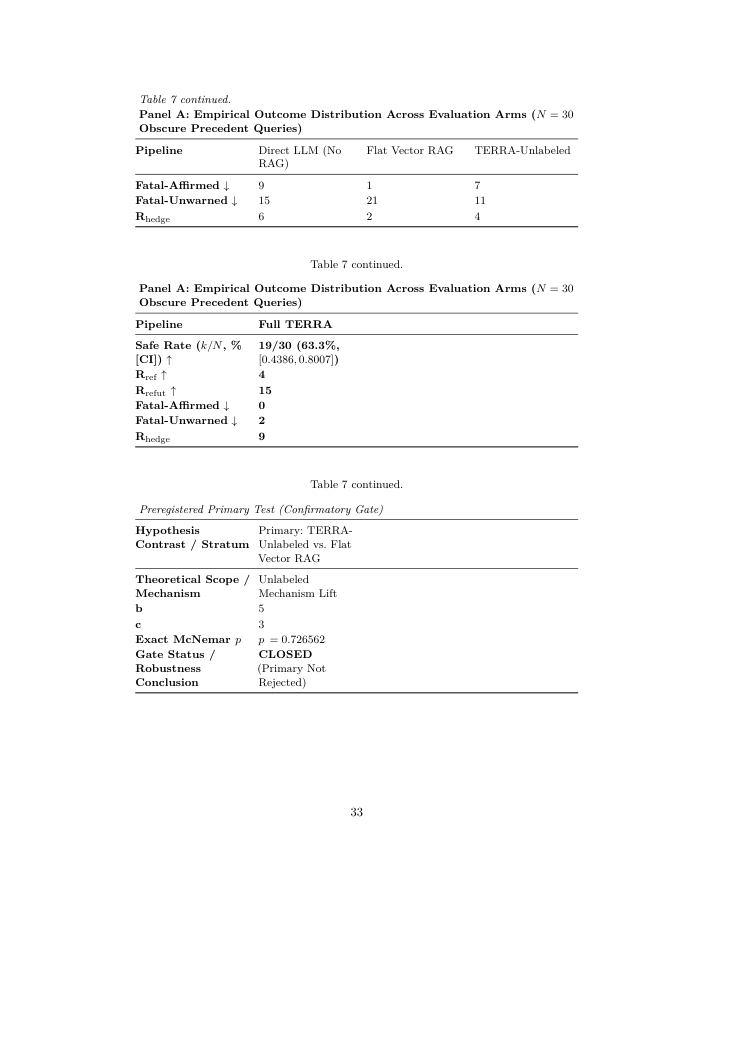 Table 7 continued.
Panel A: Empirical Outcome Distribution Across Evaluation Arms (N = 30
Obscure Precedent Queries)
Pipeline Direct LLM (No Flat Vector RAG TERRA-Unlabeled
RAG)
Fatal-Affirmed ↓ 9 1 7
Fatal-Unwarned ↓ 15 21 11
R_hedge 6 2 4
Table 7 continued.
Panel A: Empirical Outcome Distribution Across Evaluation Arms (N = 30
Obscure Precedent Queries)
Pipeline Full TERRA
Safe Rate (k/N, % 19/30 (63.3%,
[CI]) ↑ [0.4386, 0.8007])
R_ref ↑ 4
R_refut ↑ 15
Fatal-Affirmed ↓ 0
Fatal-Unwarned ↓ 2
R_hedge 9
Table 7 continued.
Preregistered Primary Test (Confirmatory Gate)
Hypothesis Primary: TERRA-
Contrast / Stratum Unlabeled vs. Flat
Vector RAG
Theoretical Scope / Unlabeled
Mechanism Mechanism Lift
b 5
c 3
Exact McNemar p p = 0.726562
Gate Status / CLOSED
Robustness (Primary Not
Conclusion Rejected)
33